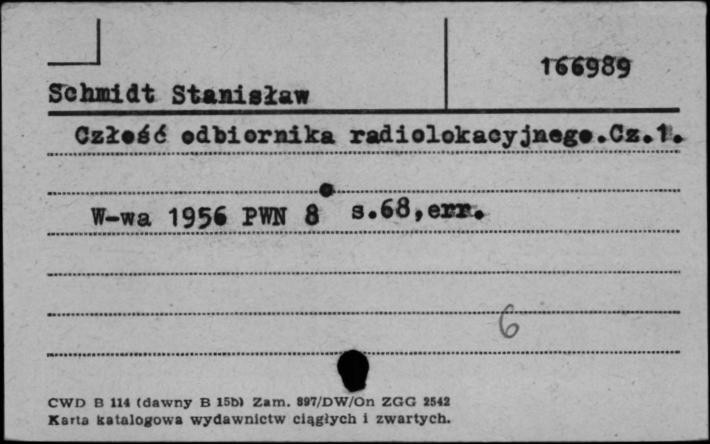 166989
Schmidt Stanisław
Człość odbiornika radiolokacyjnego.Cz.1.
W-wa 1956 PWN 8° s.68,err.
6
CWD B 114 (dawny B 15b) Zam. 897/DW/On ZGG 2542
Karta katalogowa wydawnictw ciągłych i zwartych.